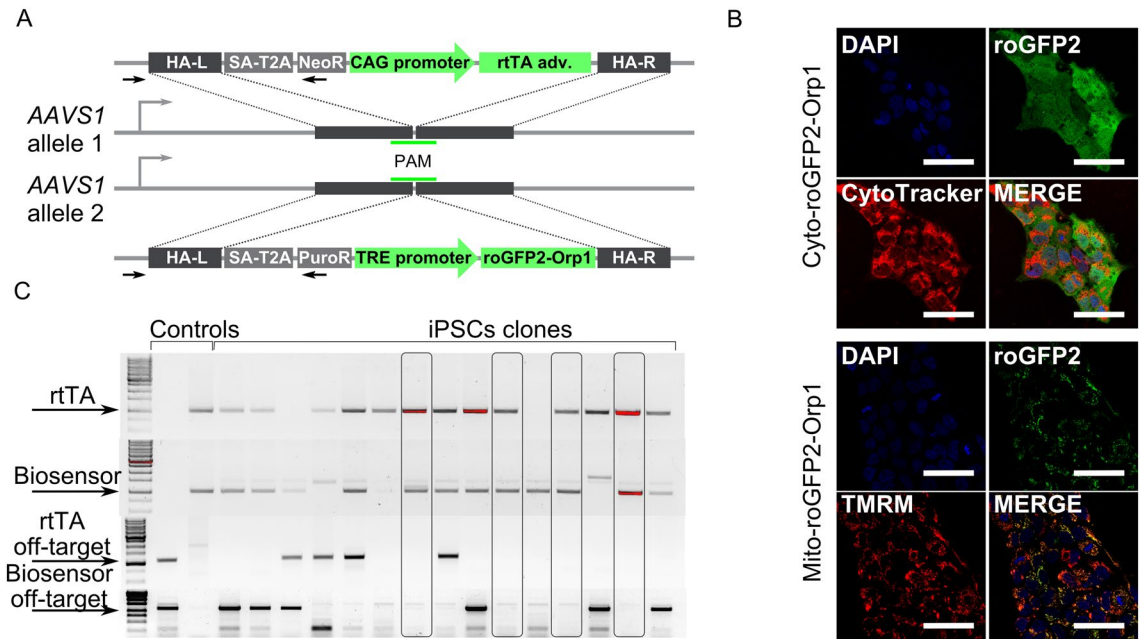 A
HA-L SA-T2A NeoR CAG promoter rtTA adv. HA-R
AAVS1
allele 1
PAM
AAVS1
allele 2
HA-L SA-T2A PuroR TRE promoter roGFP2-Orp1 HA-R
B
Cyto-roGFP2-Orp1
DAPI roGFP2
CytoTracker MERGE
Mito-roGFP2-Orp1
DAPI roGFP2
TMRM MERGE
C
Controls iPSCs clones
rtTA
Biosensor
rtTA
off-target
Biosensor
off-target